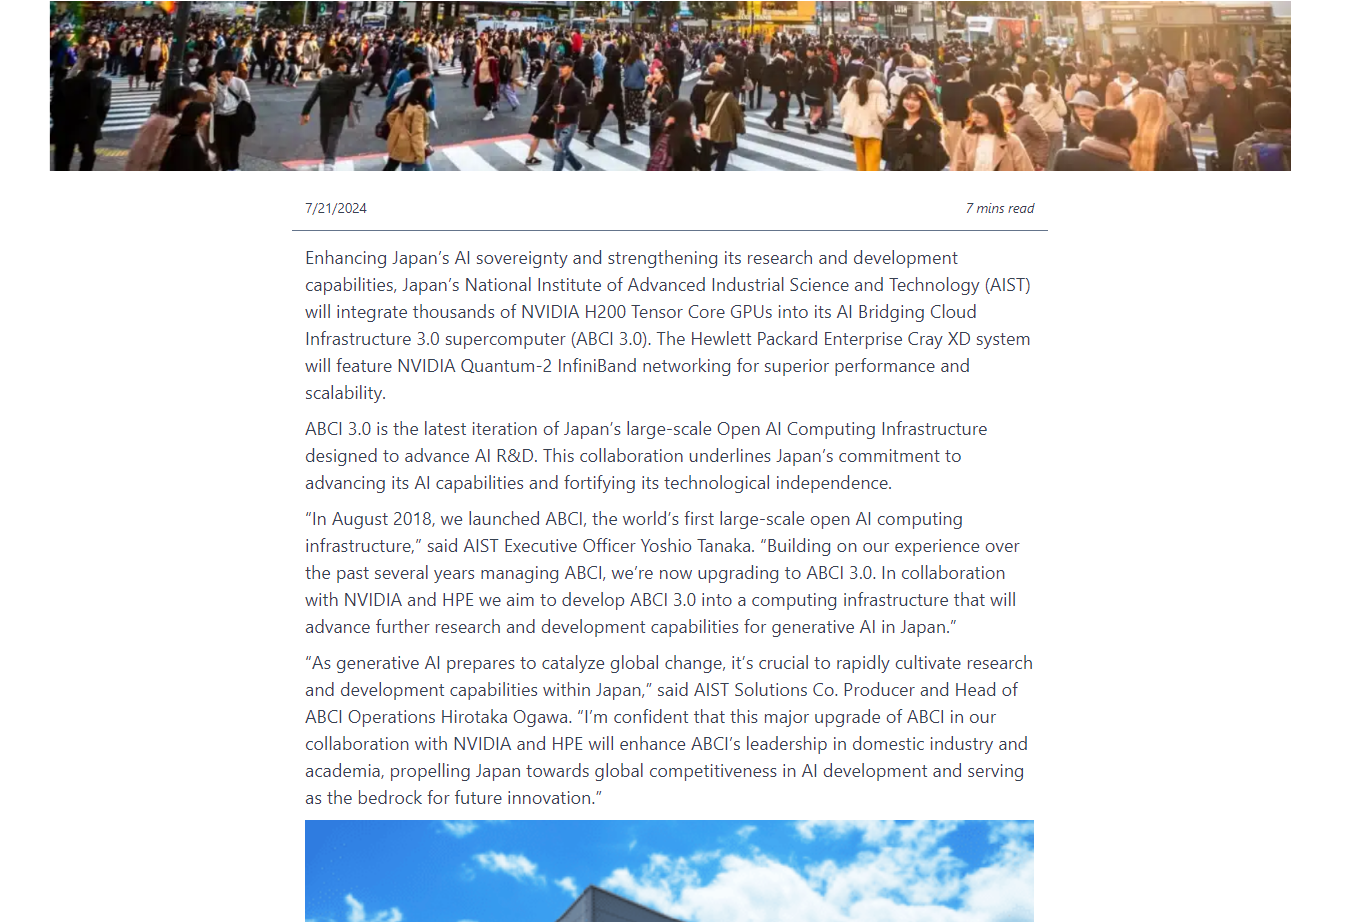 7/21/2024
7 mins read
Enhancing Japan’s AI sovereignty and strengthening its research and development
capabilities, Japan’s National Institute of Advanced Industrial Science and Technology (AIST)
will integrate thousands of NVIDIA H200 Tensor Core GPUs into its AI Bridging Cloud
Infrastructure 3.0 supercomputer (ABCI 3.0). The Hewlett Packard Enterprise Cray XD system
will feature NVIDIA Quantum-2 InfiniBand networking for superior performance and
scalability.
ABCI 3.0 is the latest iteration of Japan’s large-scale Open AI Computing Infrastructure
designed to advance AI R&D. This collaboration underlines Japan’s commitment to
advancing its AI capabilities and fortifying its technological independence.
“In August 2018, we launched ABCI, the world’s first large-scale open AI computing
infrastructure,” said AIST Executive Officer Yoshio Tanaka. “Building on our experience over
the past several years managing ABCI, we’re now upgrading to ABCI 3.0. In collaboration
with NVIDIA and HPE we aim to develop ABCI 3.0 into a computing infrastructure that will
advance further research and development capabilities for generative AI in Japan.”
“As generative AI prepares to catalyze global change, it’s crucial to rapidly cultivate research
and development capabilities within Japan,” said AIST Solutions Co. Producer and Head of
ABCI Operations Hirotaka Ogawa. “I’m confident that this major upgrade of ABCI in our
collaboration with NVIDIA and HPE will enhance ABCI’s leadership in domestic industry and
academia, propelling Japan towards global competitiveness in AI development and serving
as the bedrock for future innovation.”